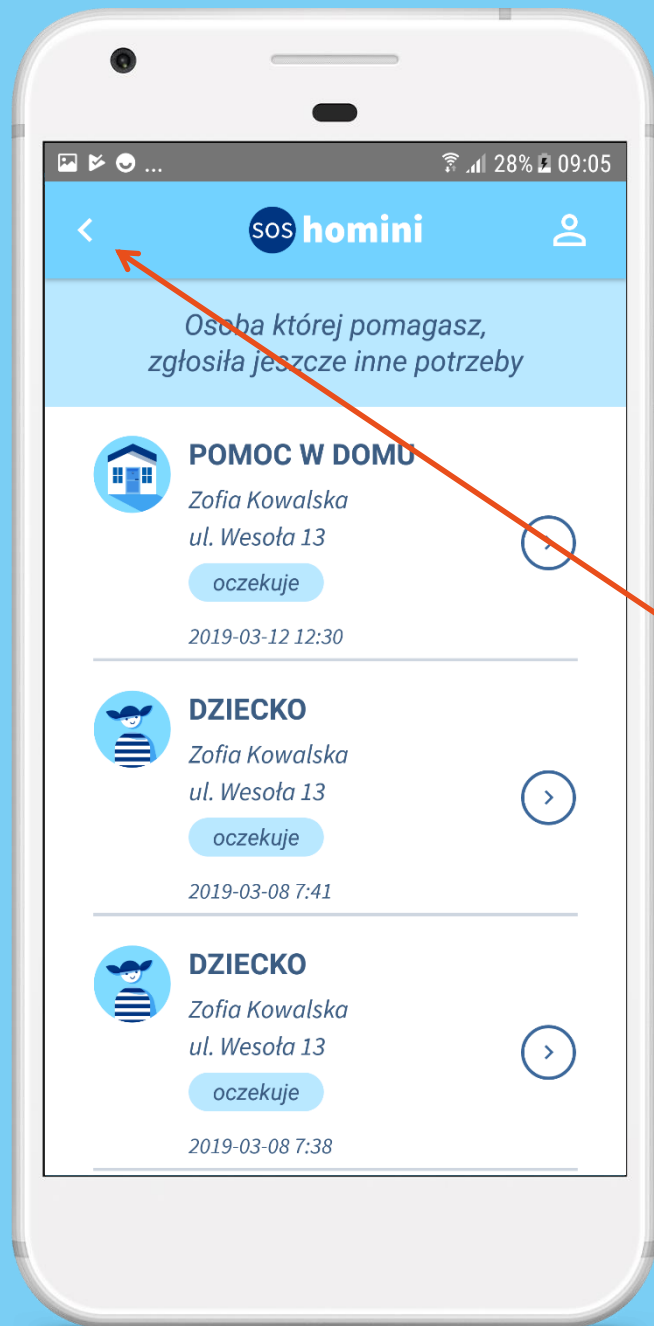 ... 28% 09:05
sos homini
Osoba której pomagasz,
zgłosiła jeszcze inne potrzeby
POMOC W DOMU
Zofia Kowalska
ul. Wesoła 13
oczekuje
2019-03-12 12:30
DZIECKO
Zofia Kowalska
ul. Wesoła 13
oczekuje
2019-03-08 7:41
DZIECKO
Zofia Kowalska
ul. Wesoła 13
oczekuje
2019-03-08 7:38